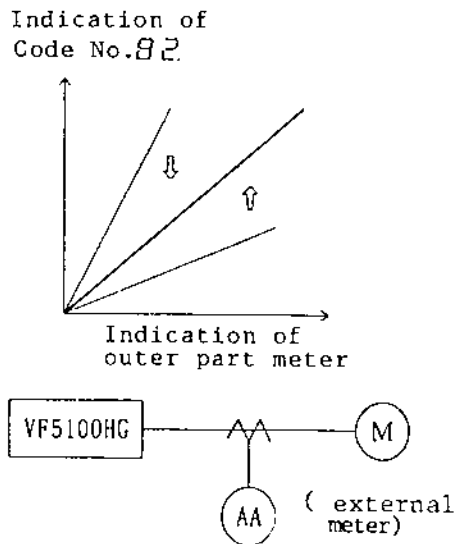 Indication of
Code No.82
Indication of
outer part meter
VF5100HG
M
AA
( external
meter)